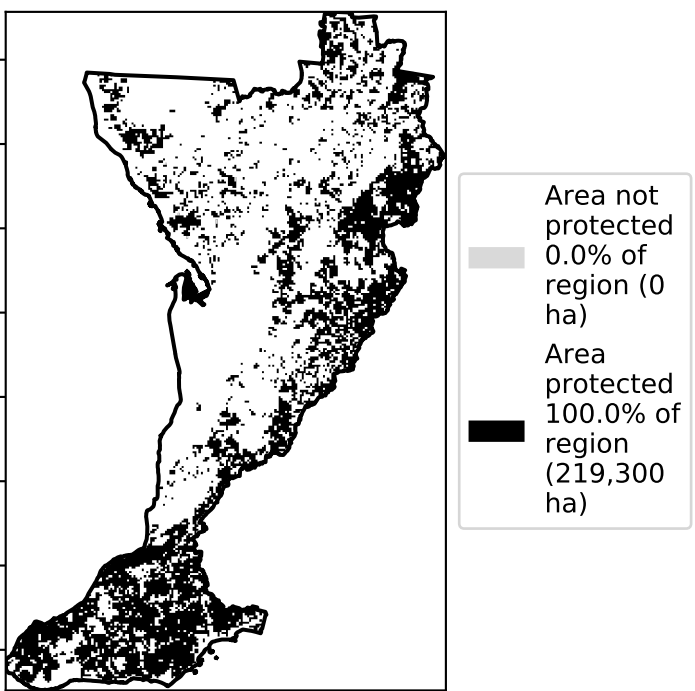 Area not
protected
0.0% of
region (0
ha)
Area
protected
100.0% of
region
(219,300
ha)